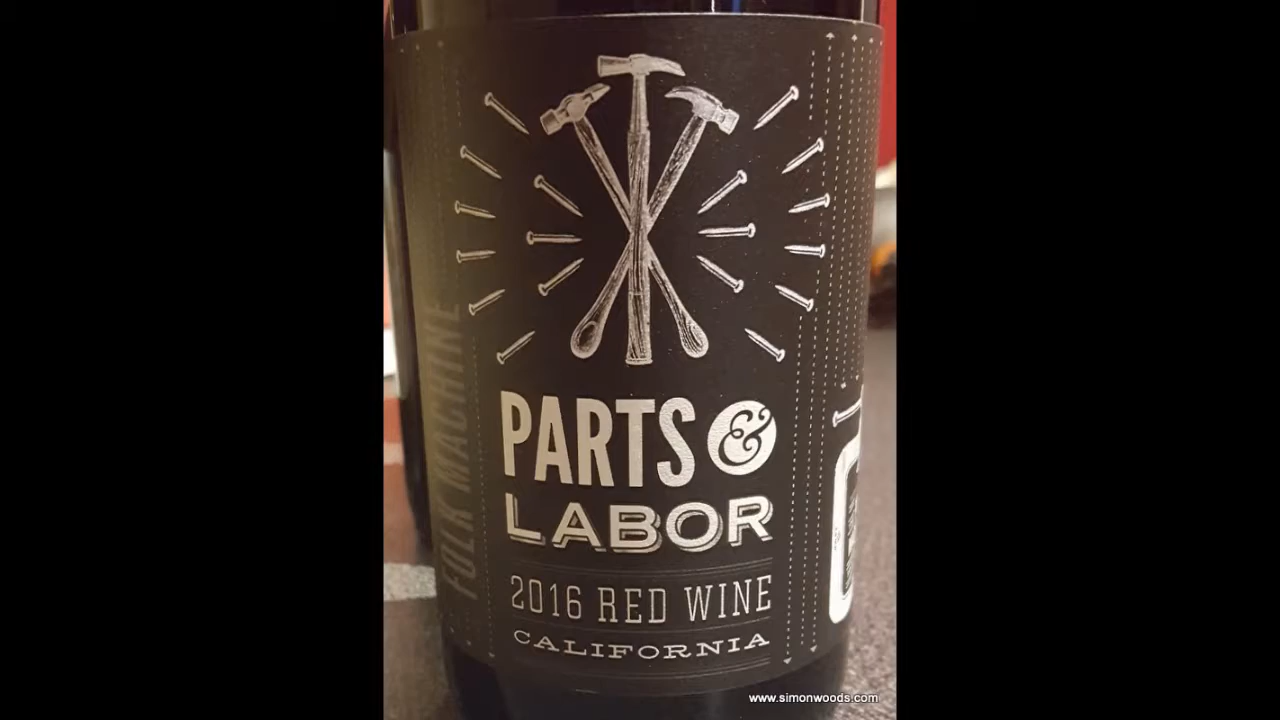 FOLK MACHINE
PARTS &
LABOR
2016 RED WINE
CALIFORNIA
www.simonwoods.com